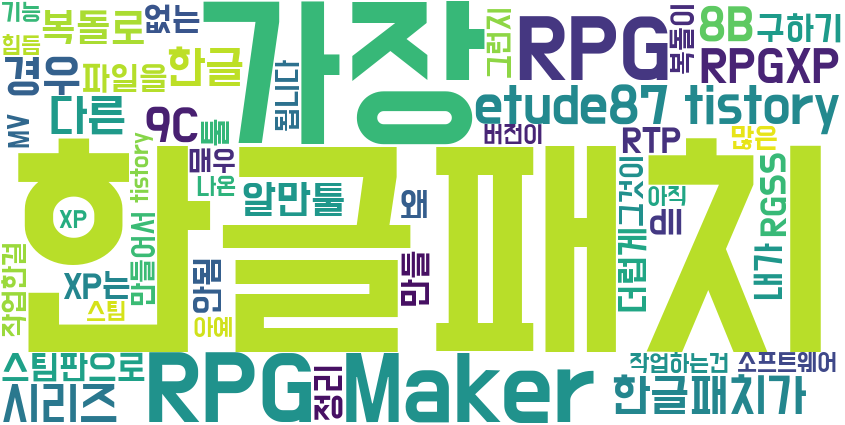 기능
복돌로
없는
가장
그런지
RPG
복돌이
8B
구하기
힘듬
경우
파일을
한글
RPGXP
다른
9C
툴
됩니다
etude87 tistory
MV
매우
버전이
RTP
많은
한글패치
XP
tistory
나온
알만툴
왜
그것이
아직
dll
RGSS
작업한걸
XP는
만들어서
안됨
만들
더럽게
내가
스팀
아예
스팀판으로
RPG Maker
정리
작업하는건
소프트웨어
시리즈
한글패치가